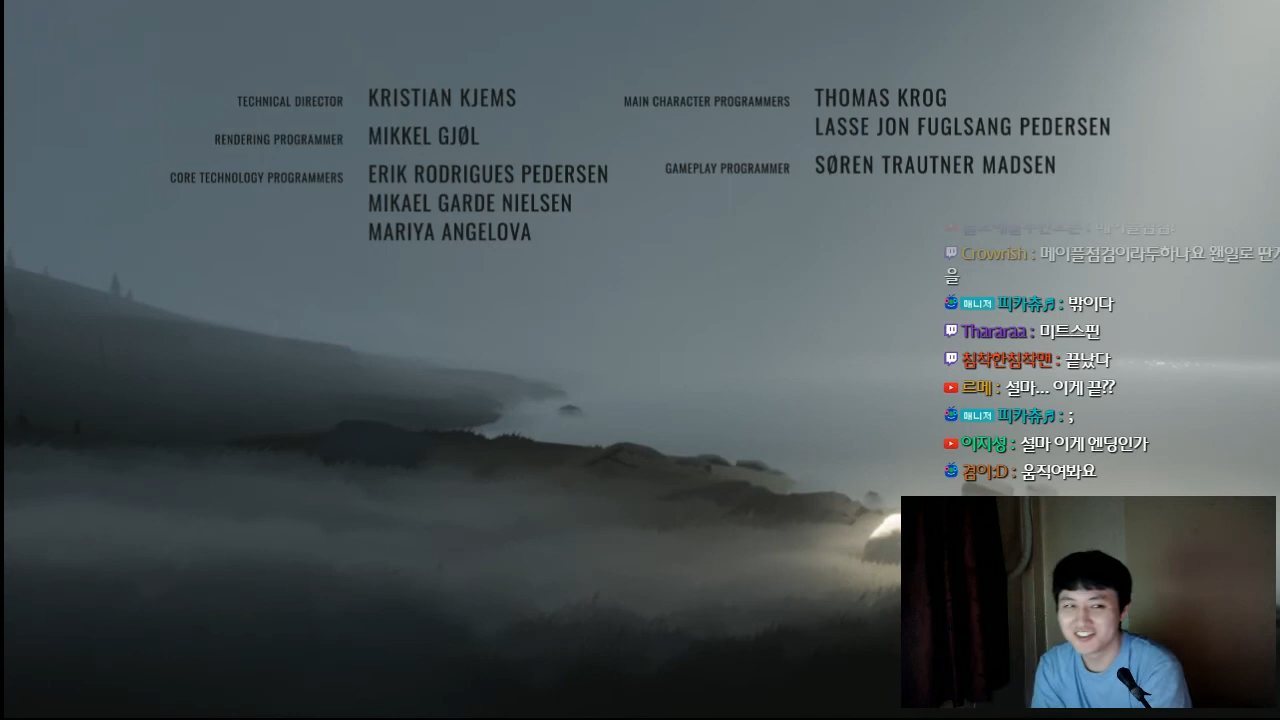 TECHNICAL DIRECTOR KRISTIAN KJEMS
RENDERING PROGRAMMER MIKKEL GJØL
CORE TECHNOLOGY PROGRAMMERS ERIK RODRIGUES PEDERSEN
MIKAEL GARDE NIELSEN
MARIYA ANGELOVA
MAIN CHARACTER PROGRAMMERS THOMAS KROG
LASSE JON FUGLSANG PEDERSEN
GAMEPLAY PROGRAMMER SØREN TRAUTNER MADSEN
Crowrish : 메이플점검이라두하나요 왠일로 딴겜
을
매니저 피카츄♬ : 밖이다
Thararaa : 미트스핀
침착한침착맨 : 끝났다
르메 : 설마... 이게 끝??
매니저 피카츄♬ : ;
이지성 : 설마 이게 엔딩인가
겸이:D : 움직여봐요